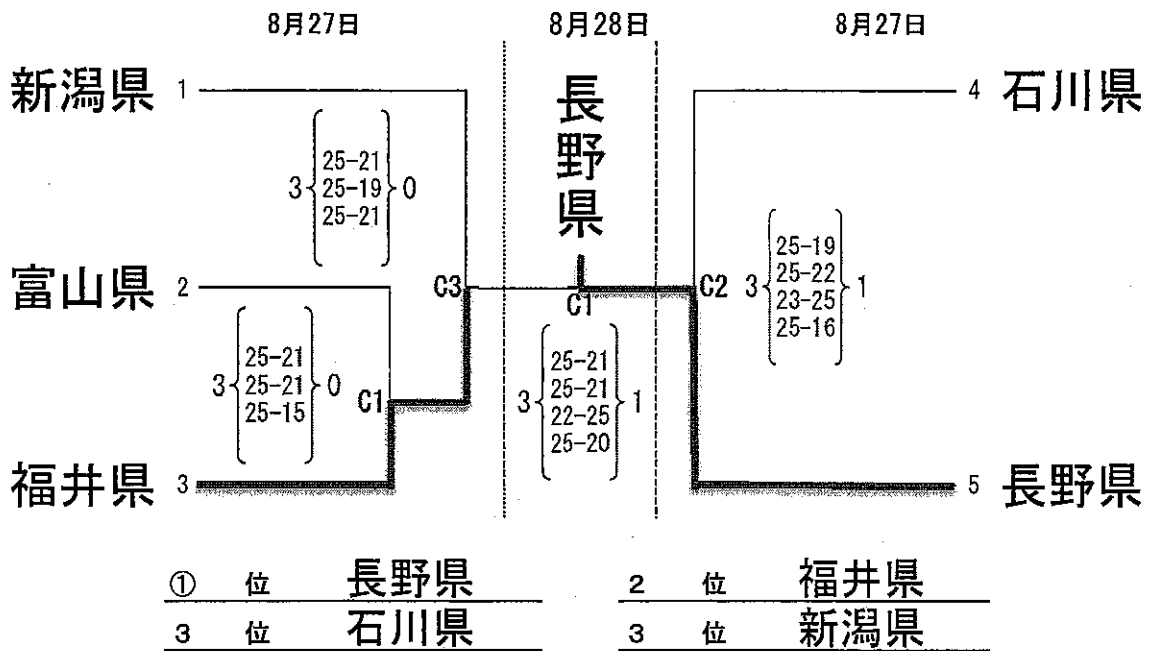 8月27日 8月28日 8月27日
新潟県 1
4 石川県
長野県
3 25-21 0
25-19
25-21
富山県 2
C3
C1
C2
3 25-19 1
25-22
23-25
25-16
3 25-21 0
25-21
25-15
C1
3 25-21 1
25-21
22-25
25-20
福井県 3
5 長野県
① 位 長野県 2 位 福井県
3 位 石川県 3 位 新潟県